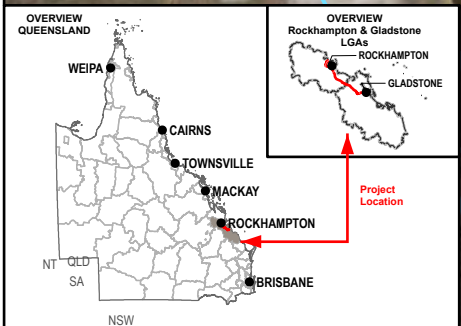 OVERVIEW
QUEENSLAND
WEIPA
CAIRNS
TOWNSVILLE
MACKAY
ROCKHAMPTON
BRISBANE
NT
QLD
SA
NSW
OVERVIEW
Rockhampton & Gladstone
LGAs
ROCKHAMPTON
GLADSTONE
Project
Location